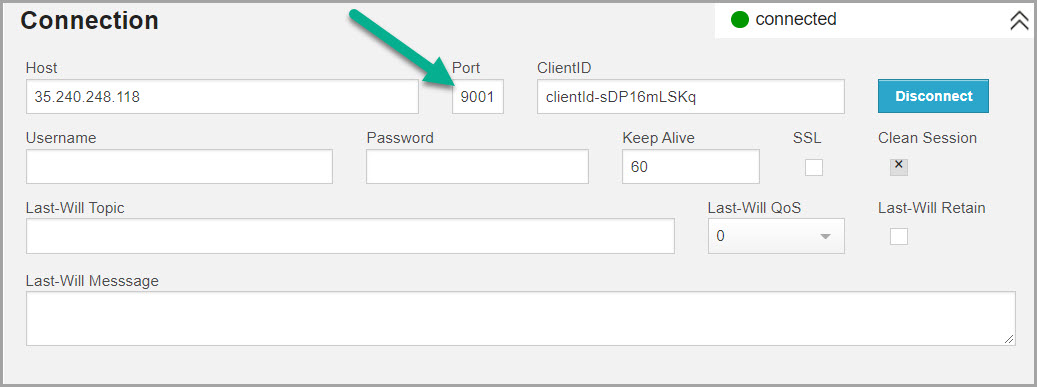 Connection
connected
Host
Port
ClientID
35.240.248.118
9001
clientId-sDP16mLSKq
Disconnect
Username
Password
Keep Alive
SSL
Clean Session
60
Last-Will Topic
Last-Will QoS
Last-Will Retain
0
Last-Will Messsage